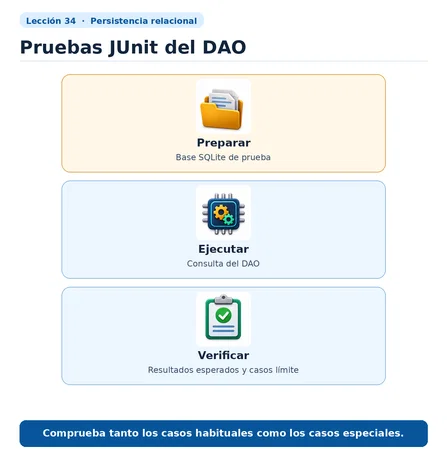 Lección 34 · Persistencia relacional
Pruebas JUnit del DAO
Preparar
Base SQLite de prueba
Ejecutar
Consulta del DAO
Verificar
Resultados esperados y casos límite
Comprueba tanto los casos habituales como los casos especiales.